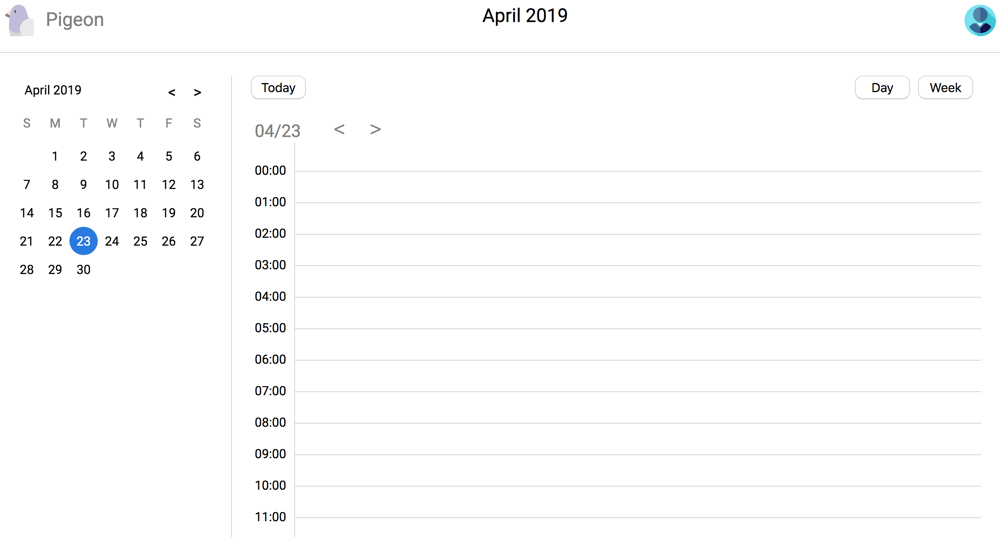 Pigeon
April 2019
April 2019 < >
S M T W T F S
1 2 3 4 5 6
7 8 9 10 11 12 13
14 15 16 17 18 19 20
21 22 23 24 25 26 27
28 29 30
Today
Day
Week
04/23 < >
00:00
01:00
02:00
03:00
04:00
05:00
06:00
07:00
08:00
09:00
10:00
11:00